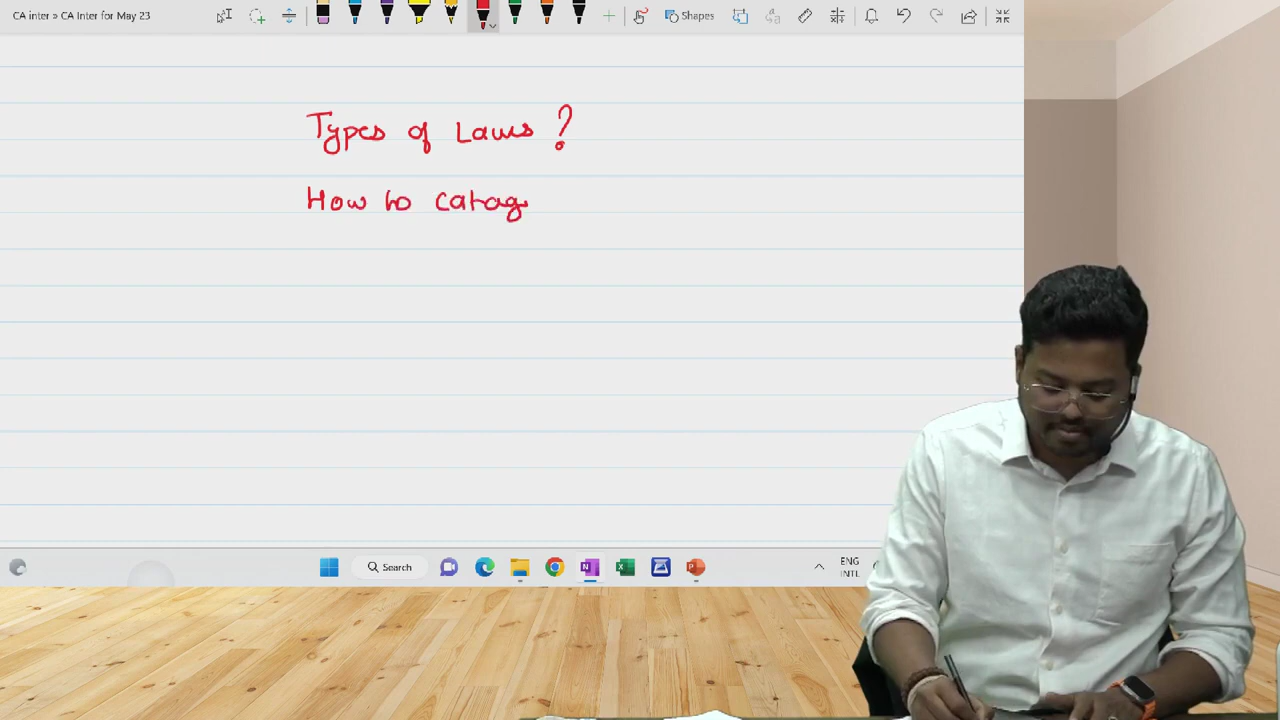 CA inter » CA Inter for May 23
Shapes
Types of Laws ?
How to catag
Search
ENG
INTL